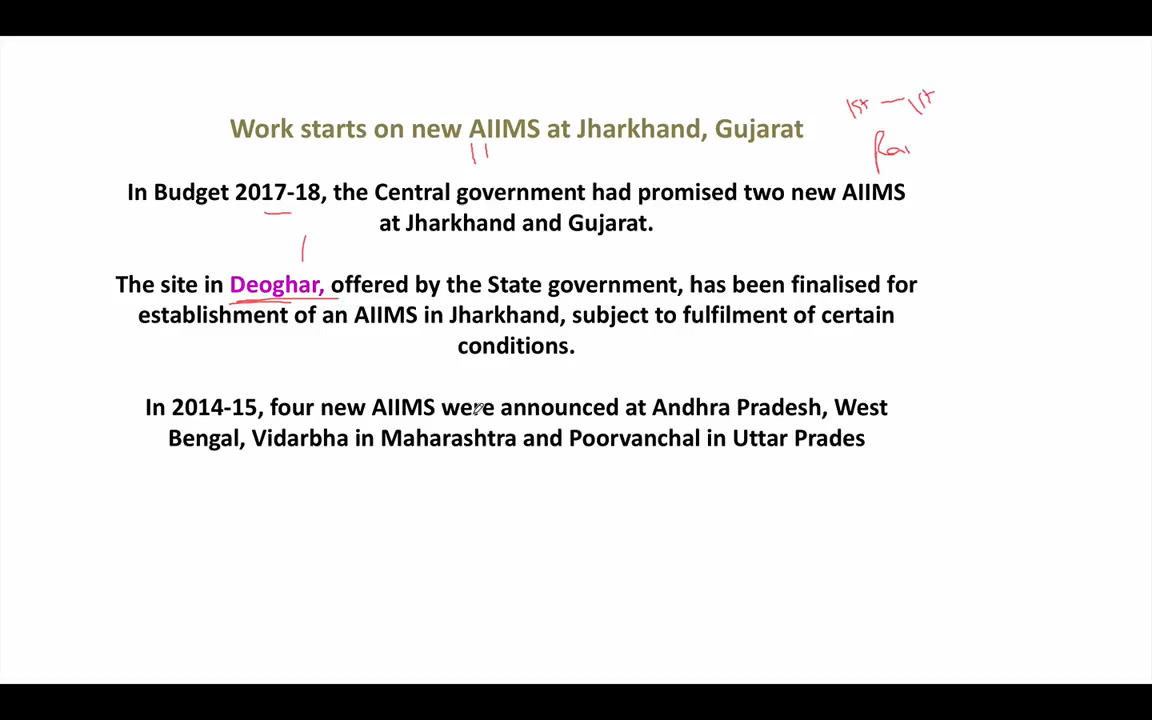 Work starts on new AIIMS at Jharkhand, Gujarat
1st — 1st
In Budget 2017-18, the Central government had promised two new AIIMS
at Jharkhand and Gujarat.
The site in Deoghar, offered by the State government, has been finalised for
establishment of an AIIMS in Jharkhand, subject to fulfilment of certain
conditions.
In 2014-15, four new AIIMS were announced at Andhra Pradesh, West
Bengal, Vidarbha in Maharashtra and Poorvanchal in Uttar Prades